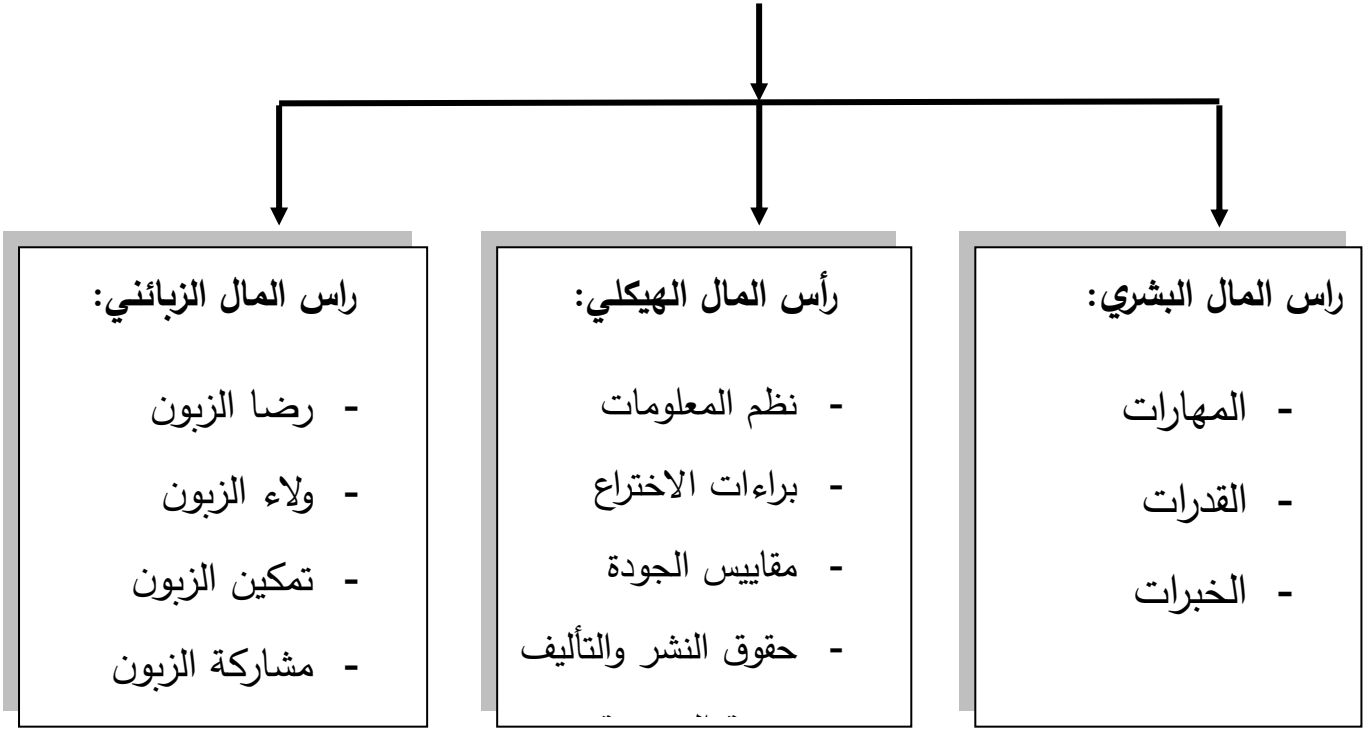 راس المال البشري:
- المهارات
- القدرات
- الخبرات
رأس المال الهيكلي:
- نظم المعلومات
- براءات الاختراع
- مقاييس الجودة
- حقوق النشر والتأليف
راس المال الزبائني:
- رضا الزبون
- ولاء الزبون
- تمكين الزبون
- مشاركة الزبون